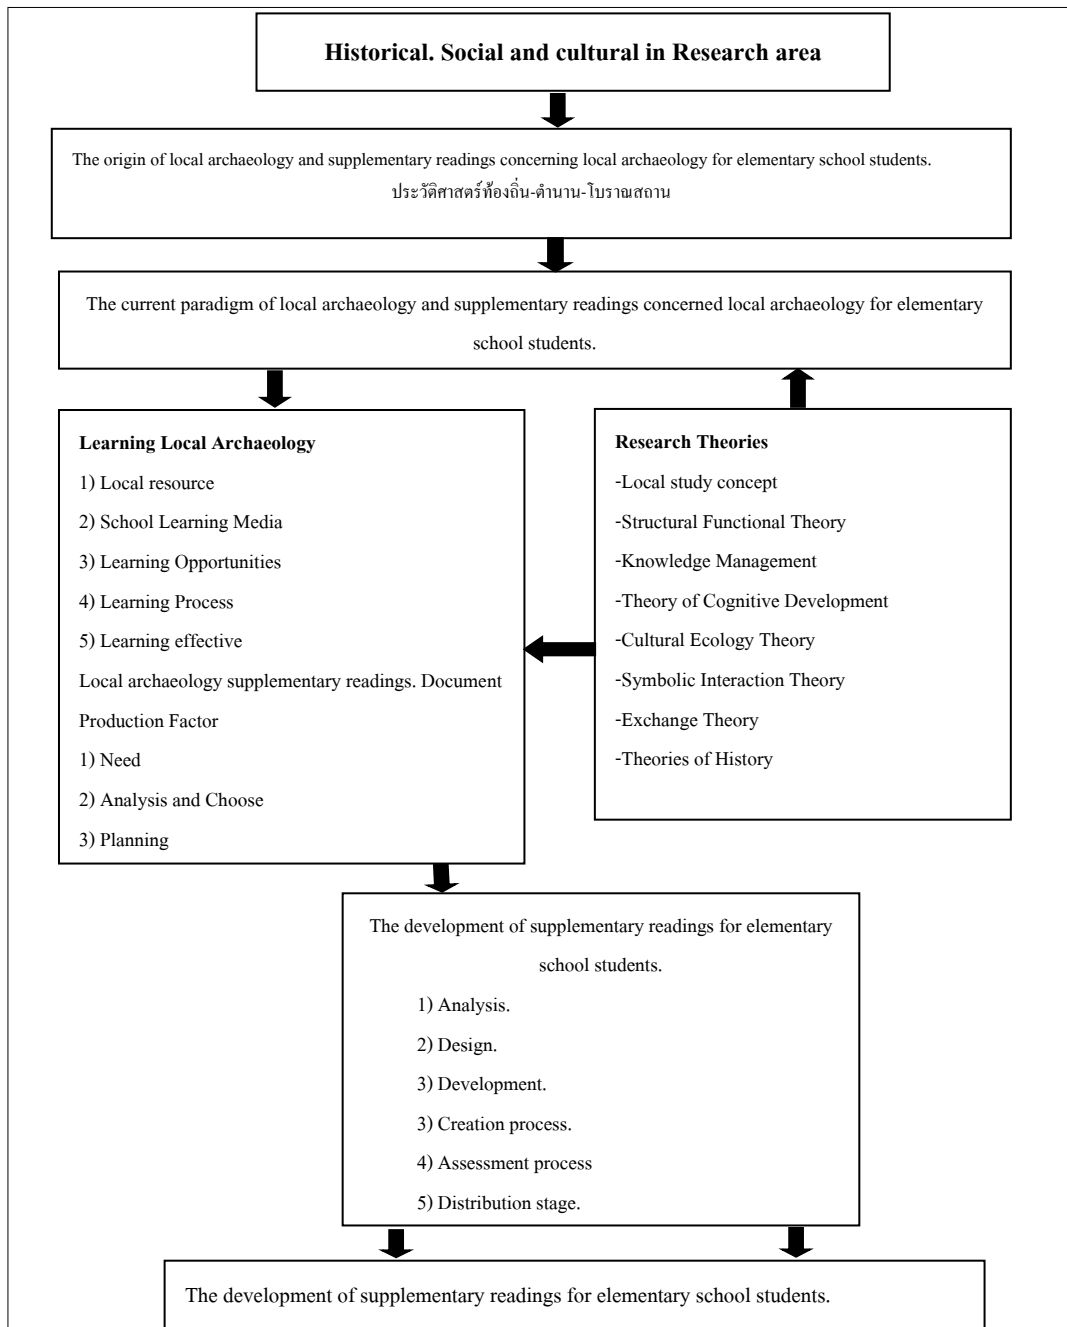 Historical. Social and cultural in Research area
The origin of local archaeology and supplementary readings concerning local archaeology for elementary school students.
ประวัติศาสตร์ท้องถิ่น-ตำนาน-โบราณสถาน
The current paradigm of local archaeology and supplementary readings concerned local archaeology for elementary
school students.
Learning Local Archaeology
1) Local resource
2) School Learning Media
3) Learning Opportunities
4) Learning Process
5) Learning effective
Local archaeology supplementary readings. Document
Production Factor
1) Need
2) Analysis and Choose
3) Planning
Research Theories
-Local study concept
-Structural Functional Theory
-Knowledge Management
-Theory of Cognitive Development
-Cultural Ecology Theory
-Symbolic Interaction Theory
-Exchange Theory
-Theories of History
The development of supplementary readings for elementary
school students.
1) Analysis.
2) Design.
3) Development.
3) Creation process.
4) Assessment process
5) Distribution stage.
The development of supplementary readings for elementary school students.